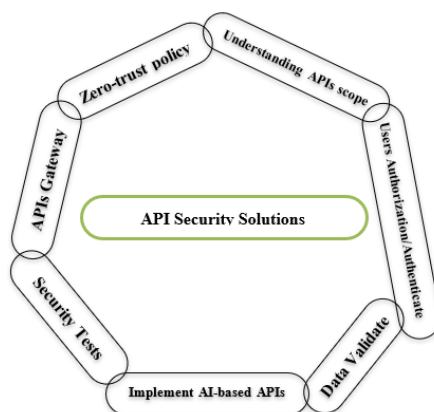 Zero-trust policy
Understanding APIs scope
APIs Gateway
Users Authorization/Authenticate
API Security Solutions
Security Tests
Data Validate
Implement AI-based APIs